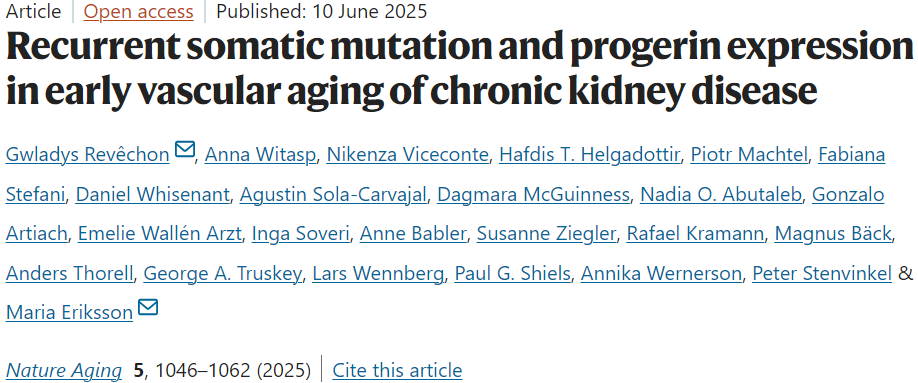 Article | Open access | Published: 10 June 2025
Recurrent somatic mutation and progerin expression
in early vascular aging of chronic kidney disease
Gwladys Revêchon, Anna Witasp, Nikenza Viceconte, Hafdis T. Helgadottir, Piotr Machtel, Fabiana
Stefani, Daniel Whisenant, Agustin Sola-Carvajal, Dagmara McGuinness, Nadia O. Abutaleb, Gonzalo
Artiach, Emelie Wallén Arzt, Inga Soveri, Anne Babler, Susanne Ziegler, Rafael Kramann, Magnus Bäck,
Anders Thorell, George A. Truskey, Lars Wennberg, Paul G. Shiels, Annika Wernerson, Peter Stenvinkel &
Maria Eriksson
Nature Aging 5, 1046–1062 (2025) | Cite this article